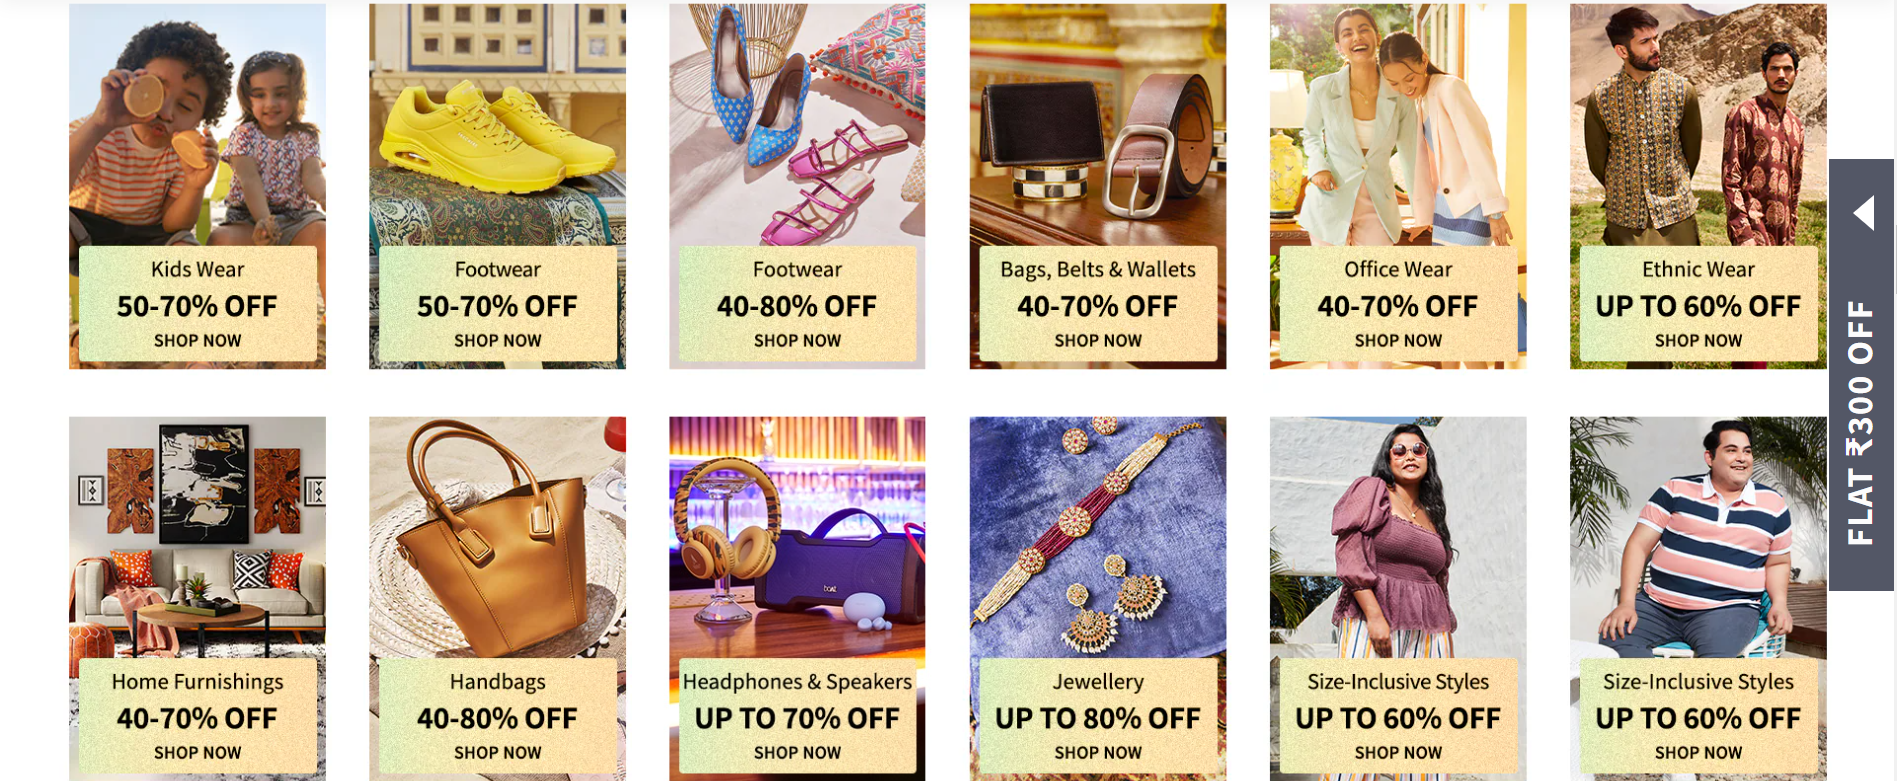 Kids Wear
50-70% OFF
SHOP NOW
Footwear
50-70% OFF
SHOP NOW
Footwear
40-80% OFF
SHOP NOW
Bags, Belts & Wallets
40-70% OFF
SHOP NOW
Office Wear
40-70% OFF
SHOP NOW
Ethnic Wear
UP TO 60% OFF
SHOP NOW
FLAT ₹300 OFF
Home Furnishings
40-70% OFF
SHOP NOW
Handbags
40-80% OFF
SHOP NOW
boAt
Headphones & Speakers
UP TO 70% OFF
SHOP NOW
Jewellery
UP TO 80% OFF
SHOP NOW
Size-Inclusive Styles
UP TO 60% OFF
SHOP NOW
Size-Inclusive Styles
UP TO 60% OFF
SHOP NOW